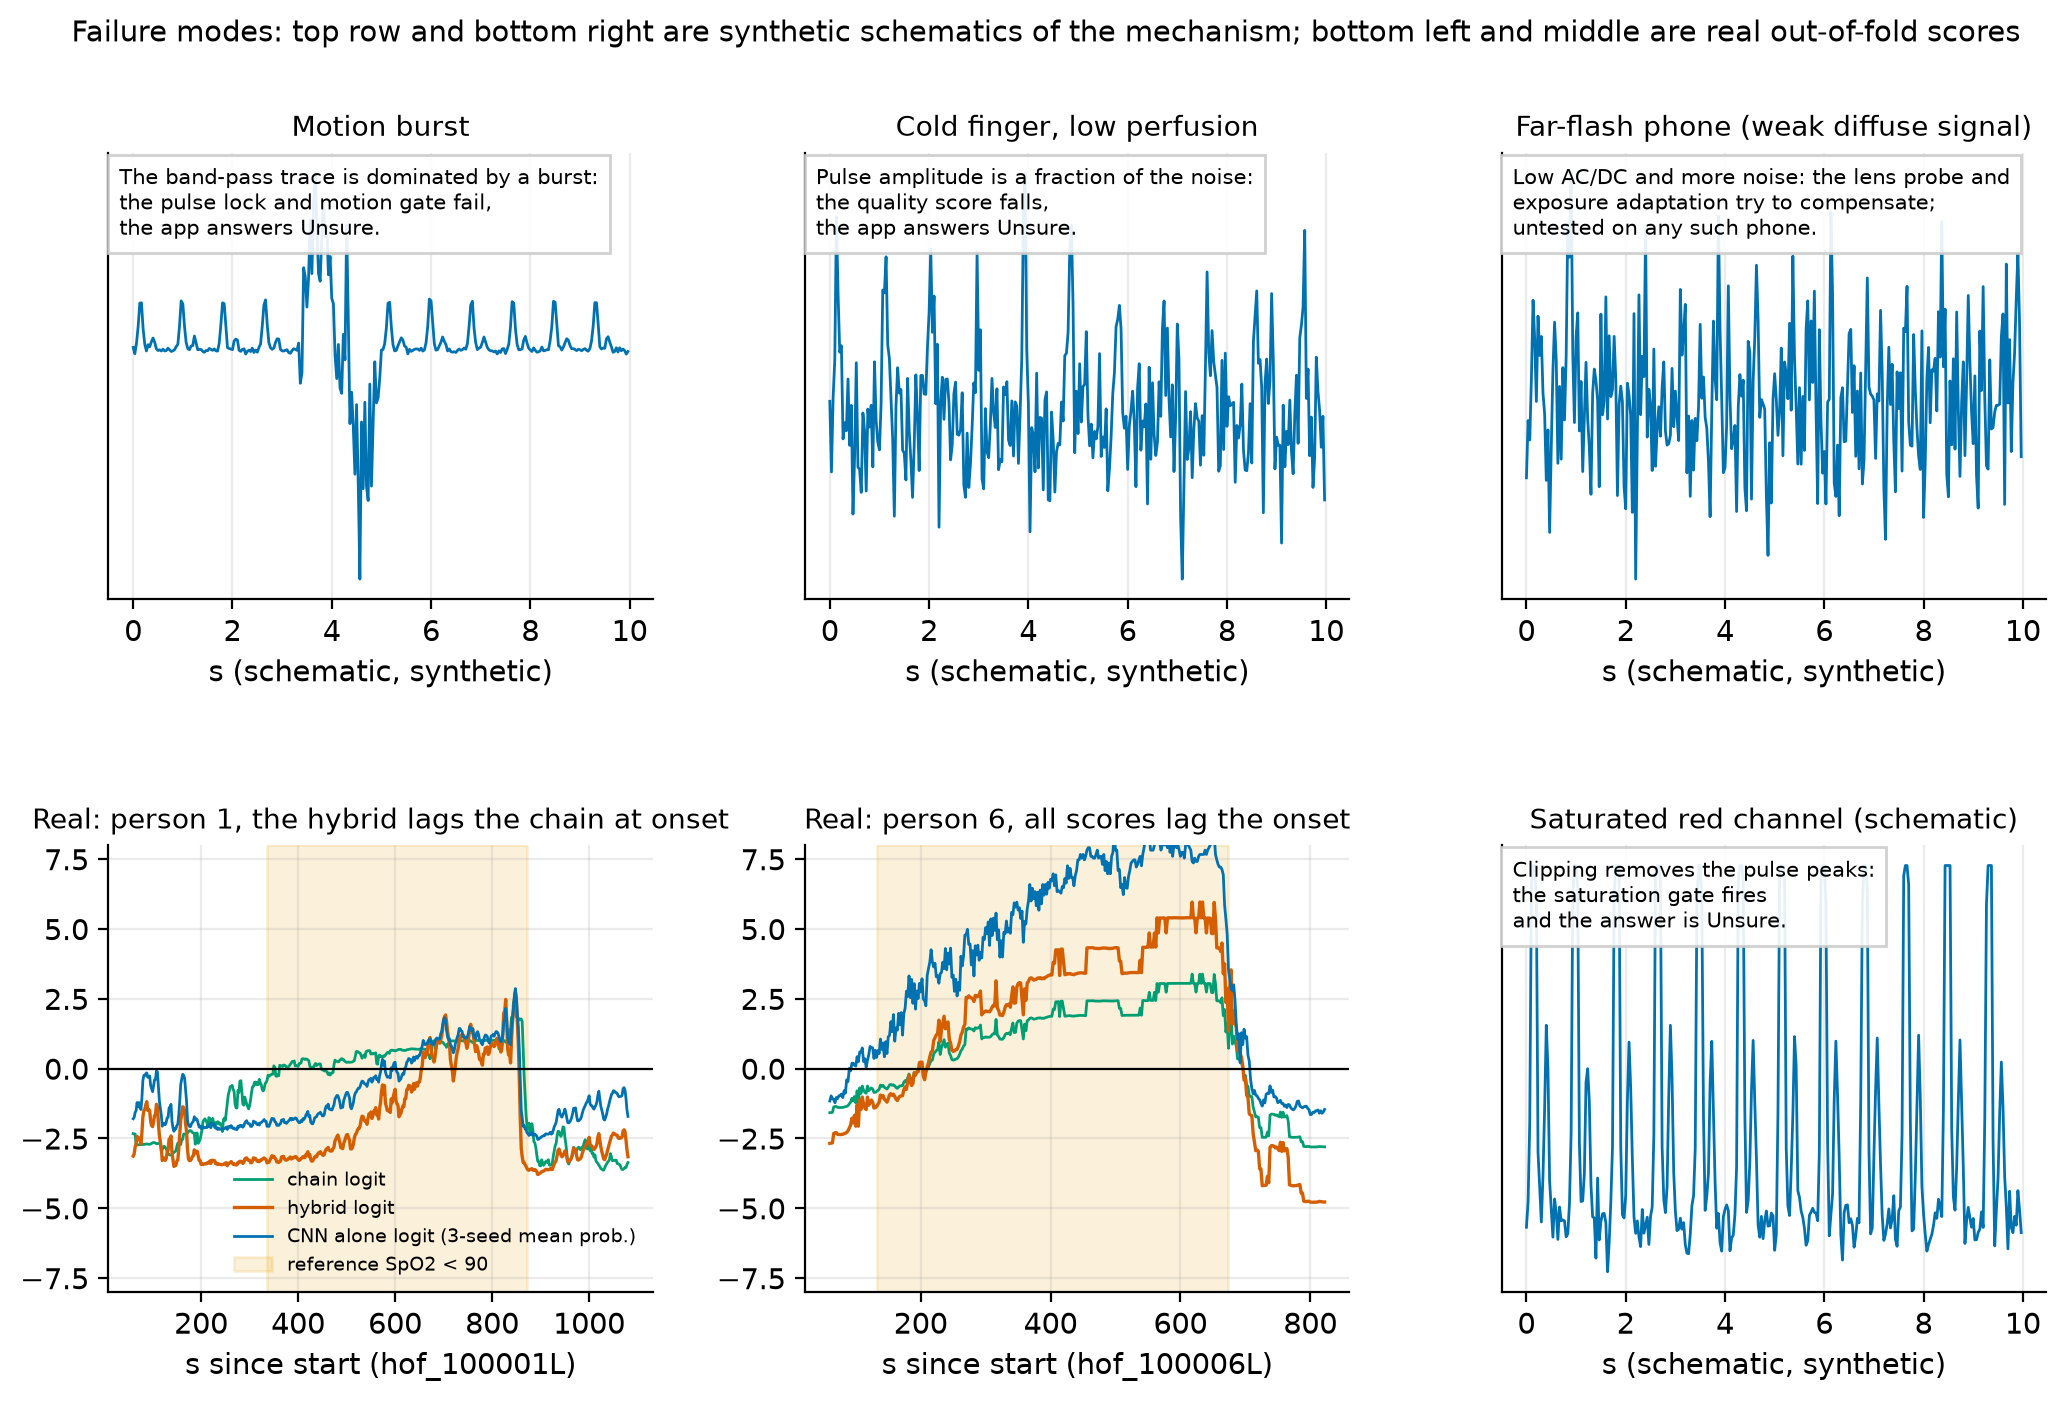 Failure modes: top row and bottom right are synthetic schematics of the mechanism; bottom left and middle are real out-of-fold scores
Motion burst
The band-pass trace is dominated by a burst:
the pulse lock and motion gate fail,
the app answers Unsure.
0 2 4 6 8 10
s (schematic, synthetic)
Cold finger, low perfusion
Pulse amplitude is a fraction of the noise:
the quality score falls,
the app answers Unsure.
0 2 4 6 8 10
s (schematic, synthetic)
Far-flash phone (weak diffuse signal)
Low AC/DC and more noise: the lens probe and
exposure adaptation try to compensate;
untested on any such phone.
0 2 4 6 8 10
s (schematic, synthetic)
Real: person 1, the hybrid lags the chain at onset
7.5
5.0
2.5
0.0
−2.5
−5.0
−7.5
chain logit
hybrid logit
CNN alone logit (3-seed mean prob.)
reference SpO2 < 90
200 400 600 800 1000
s since start (hof_100001L)
Real: person 6, all scores lag the onset
7.5
5.0
2.5
0.0
−2.5
−5.0
−7.5
200 400 600 800
s since start (hof_100006L)
Saturated red channel (schematic)
Clipping removes the pulse peaks:
the saturation gate fires
and the answer is Unsure.
0 2 4 6 8 10
s (schematic, synthetic)